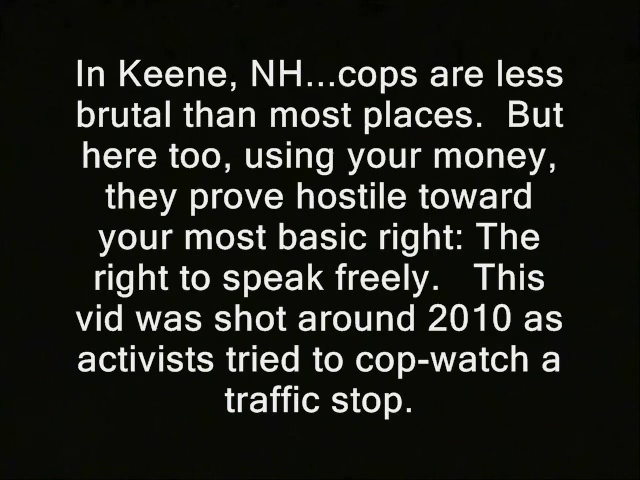 In Keene, NH...cops are less
brutal than most places.  But
here too, using your money,
they prove hostile toward
your most basic right: The
right to speak freely.   This
vid was shot around 2010 as
activists tried to cop-watch a
traffic stop.